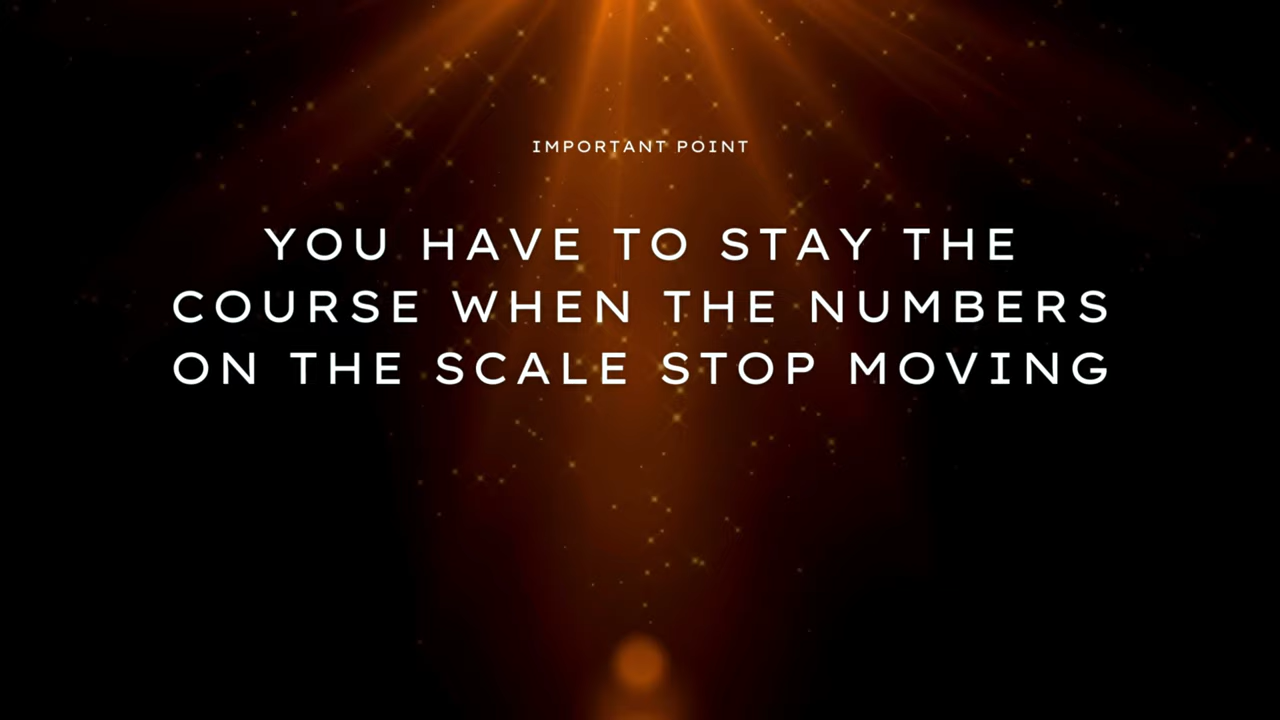 IMPORTANT POINT
YOU HAVE TO STAY THE
COURSE WHEN THE NUMBERS
ON THE SCALE STOP MOVING